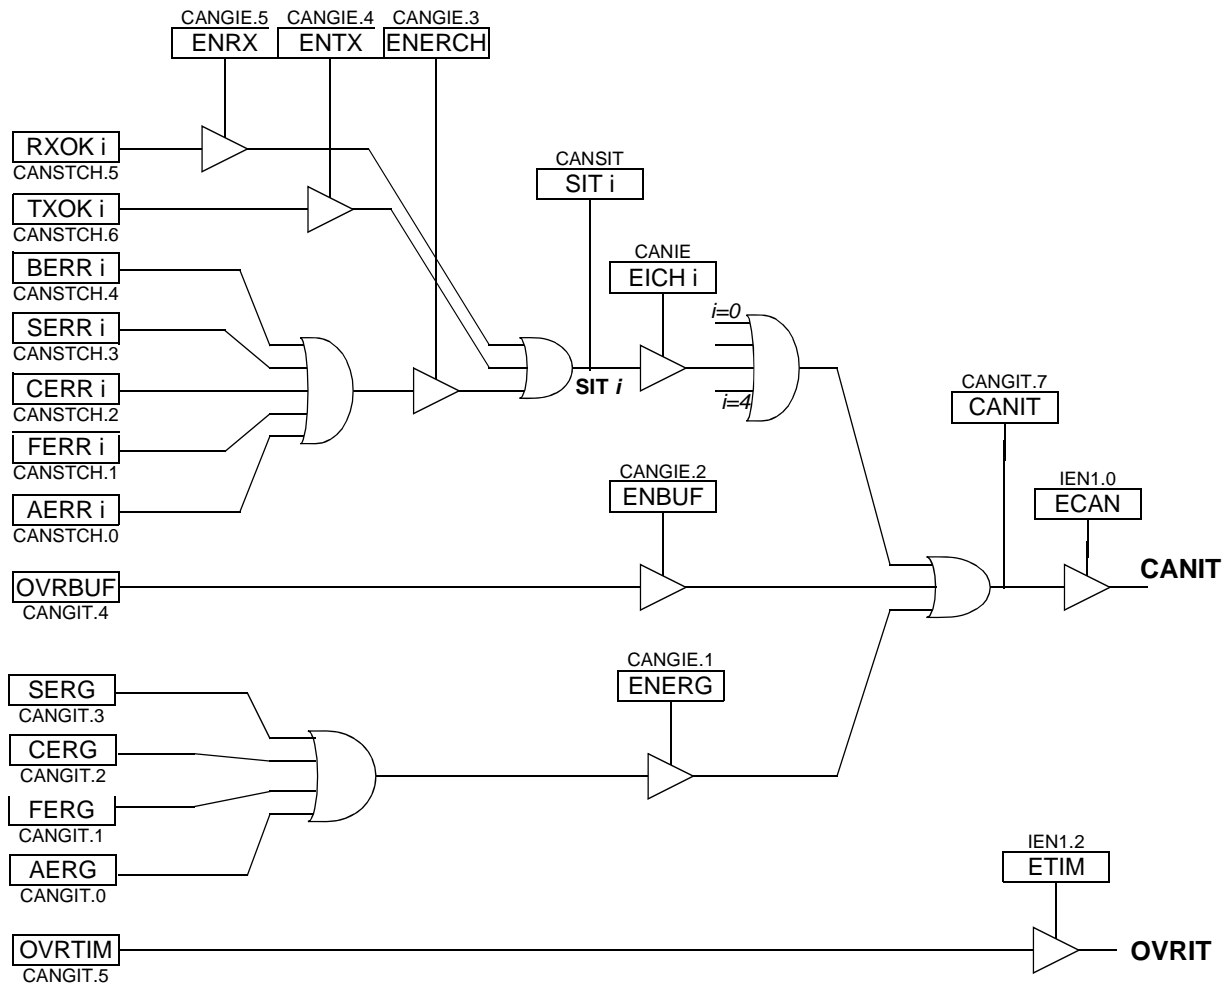 CANGIE.5 CANGIE.4 CANGIE.3
ENRX ENTX ENERCH
RXOK i
CANSTCH.5
TXOK i
CANSTCH.6
BERR i
CANSTCH.4
SERR i
CANSTCH.3
CERR i
CANSTCH.2
FERR i
CANSTCH.1
AERR i
CANSTCH.0
CANSIT
SIT i
SIT i
CANIE
EICH i
i=0
i=4
CANGIE.2
ENBUF
OVRBUF
CANGIT.4
CANGIT.7
CANIT
IEN1.0
ECAN
CANIT
CANGIE.1
ENERG
SERG
CANGIT.3
CERG
CANGIT.2
FERG
CANGIT.1
AERG
CANGIT.0
IEN1.2
ETIM
OVRTIM
CANGIT.5
OVRIT